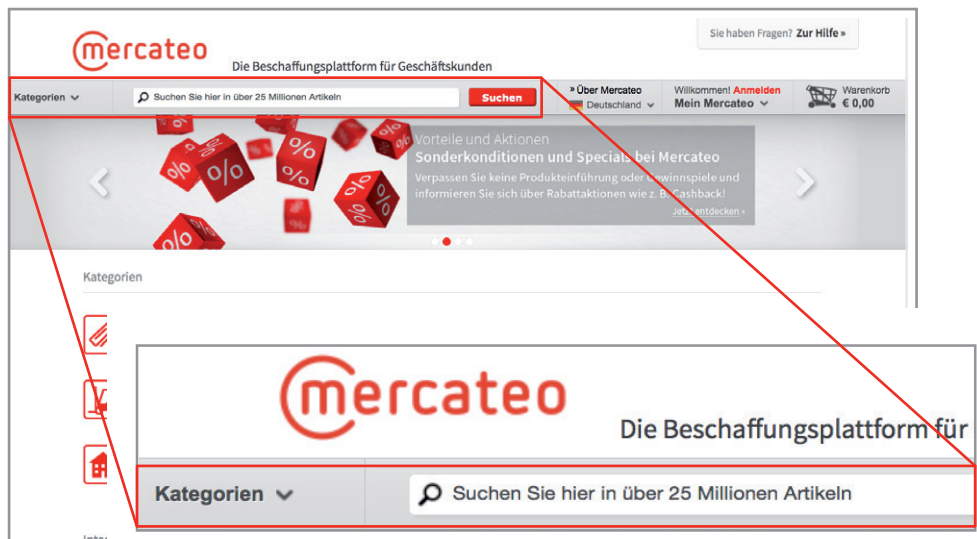 Sie haben Fragen? Zur Hilfe »
mercateo
Die Beschaffungsplattform für Geschäftskunden
Kategorien
Suchen Sie hier in über 25 Millionen Artikeln
Suchen
» Über Mercateo
Deutschland
Willkommen! Anmelden
Mein Mercateo
Warenkorb
€ 0,00
Vorteile und Aktionen
Sonderkonditionen und Specials bei Mercateo
Verpassen Sie keine Produkteinführung oder Gewinnspiele und
informieren Sie sich über Rabattaktionen wie z. B. Cashback!
Jetzt entdecken »
% % % % % % % % %
Kategorien
mercateo
Die Beschaffungsplattform für
Kategorien
Suchen Sie hier in über 25 Millionen Artikeln